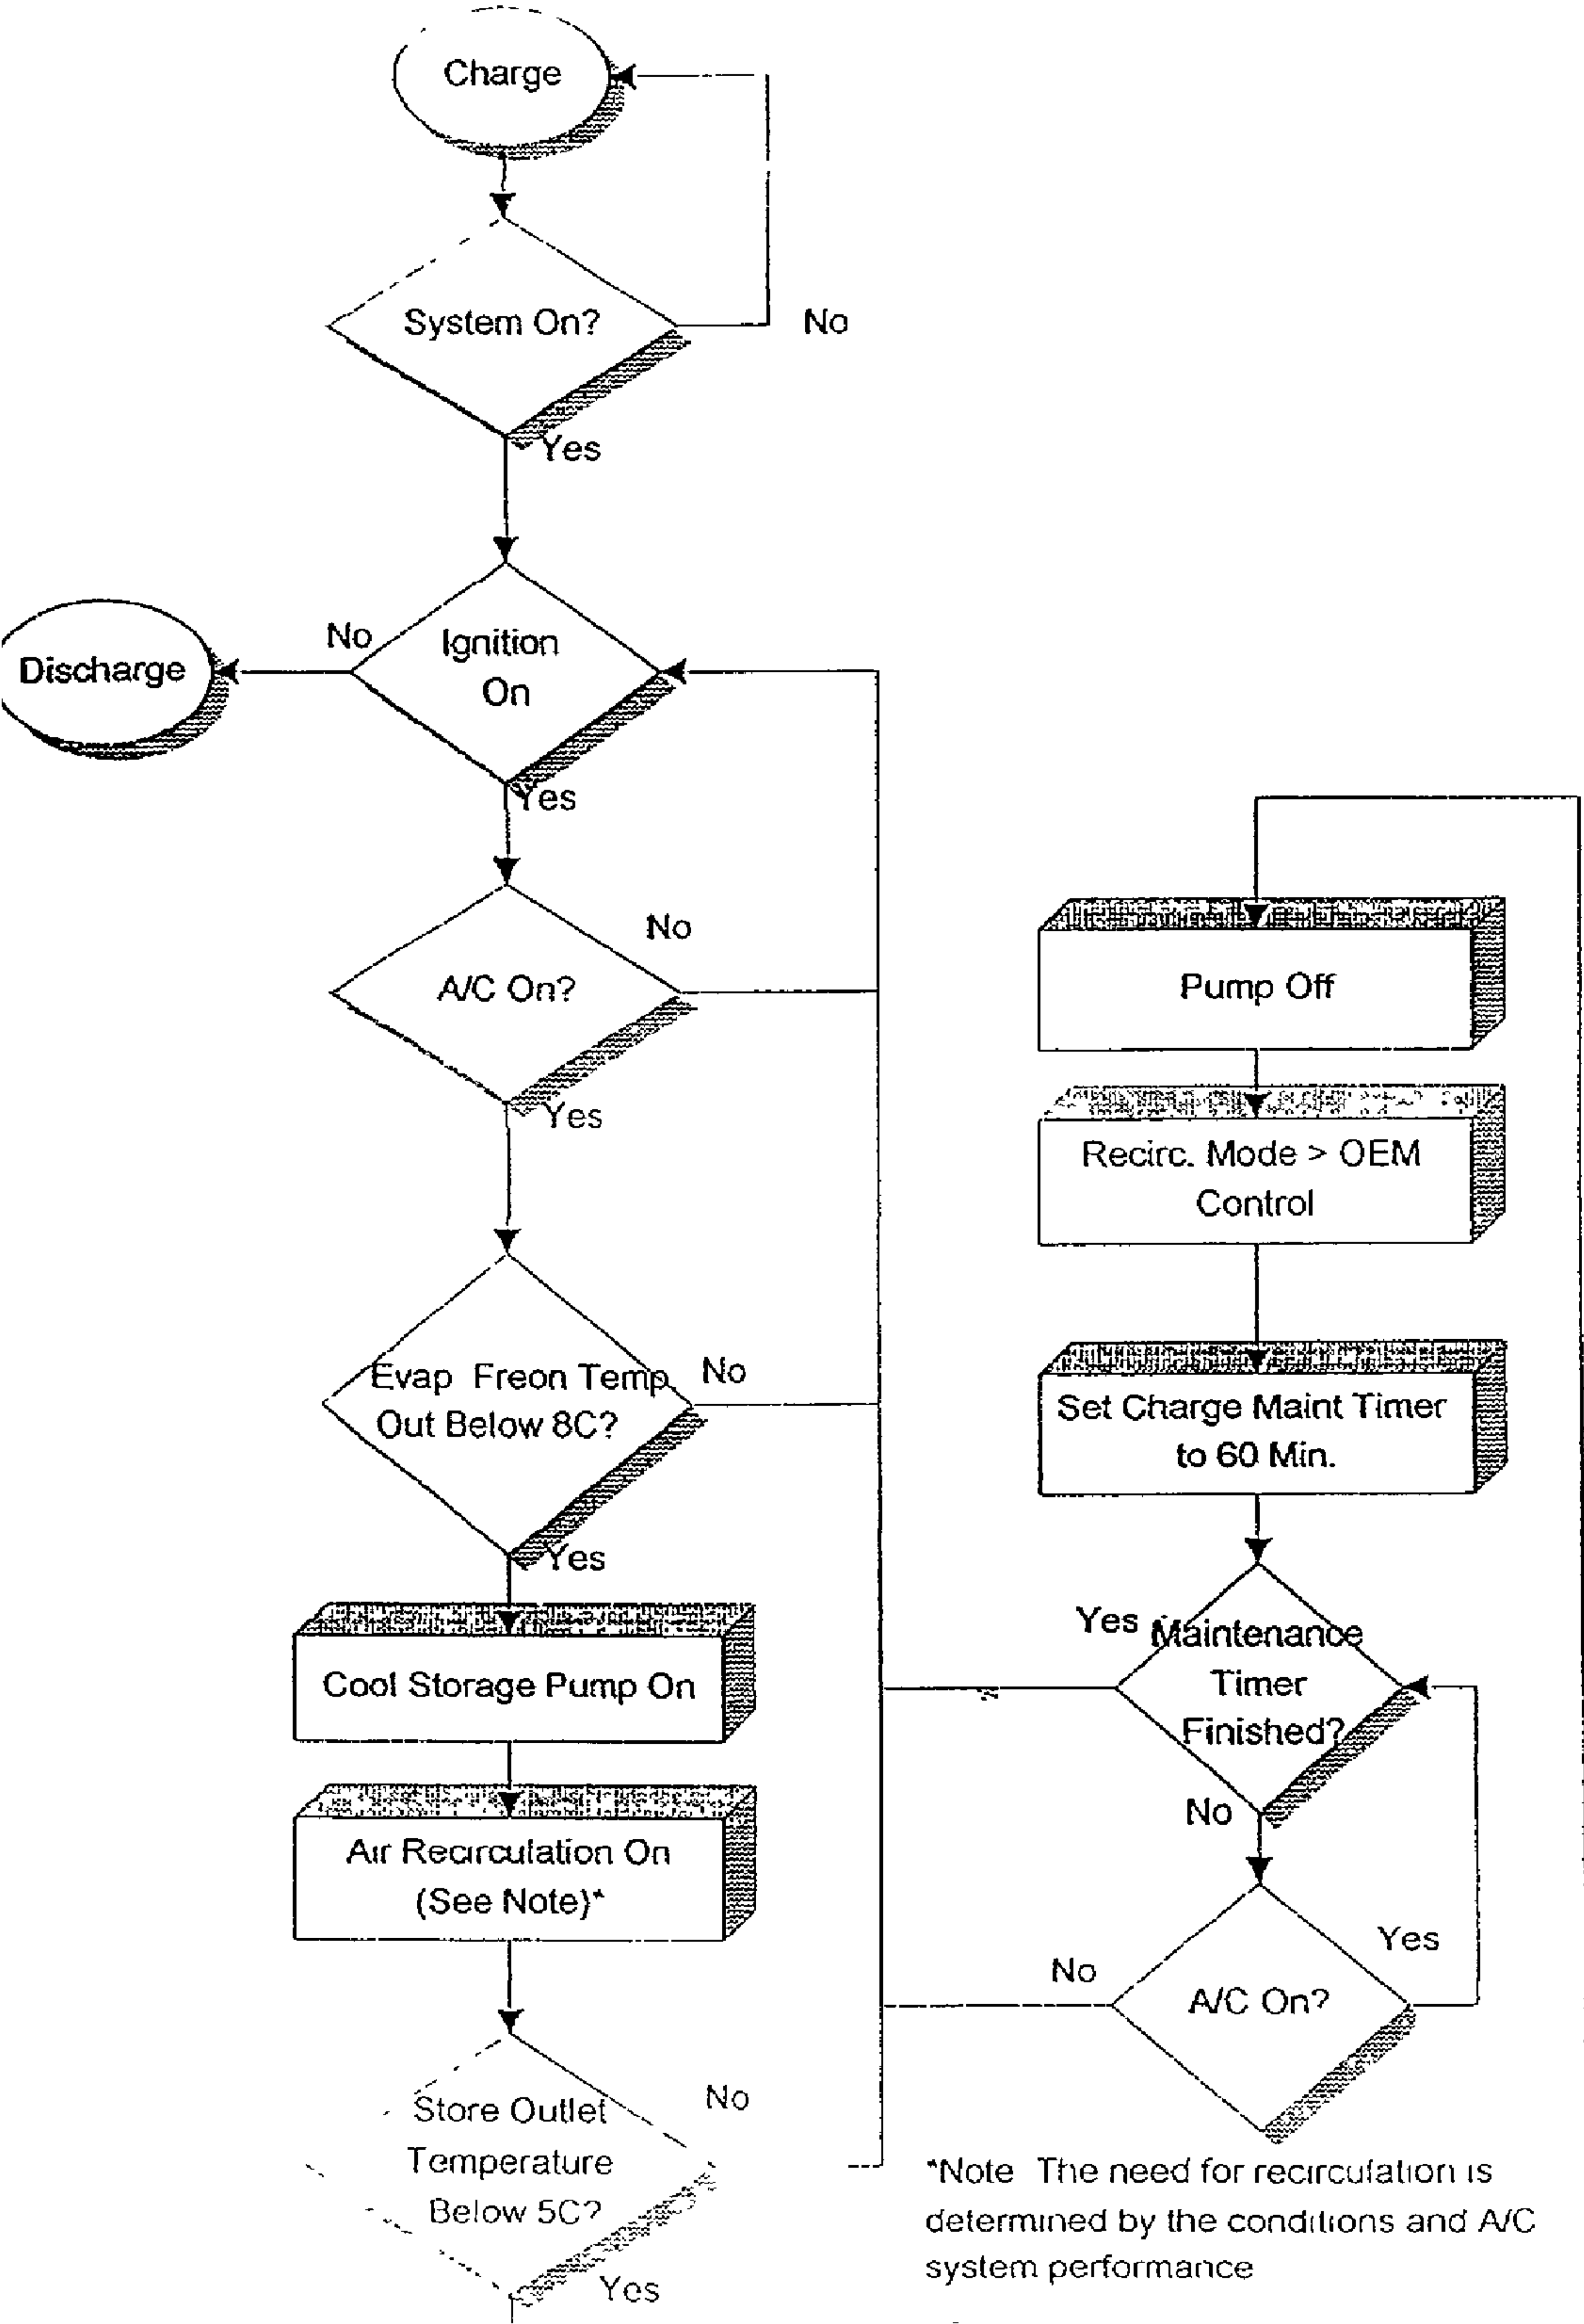 Charge
System On?
No
Yes
No
Ignition
On
Discharge
Yes
A/C On?
No
Yes
Evap Freon Temp
Out Below 8C?
No
Yes
Cool Storage Pump On
Air Recirculation On
(See Note)*
Store Outlet
Temperature
Below 5C?
No
Yes
Pump Off
Recirc. Mode > OEM
Control
Set Charge Maint Timer
to 60 Min.
Yes
Maintenance
Timer
Finished?
No
A/C On?
Yes
No
*Note The need for recirculation is
determined by the conditions and A/C
system performance